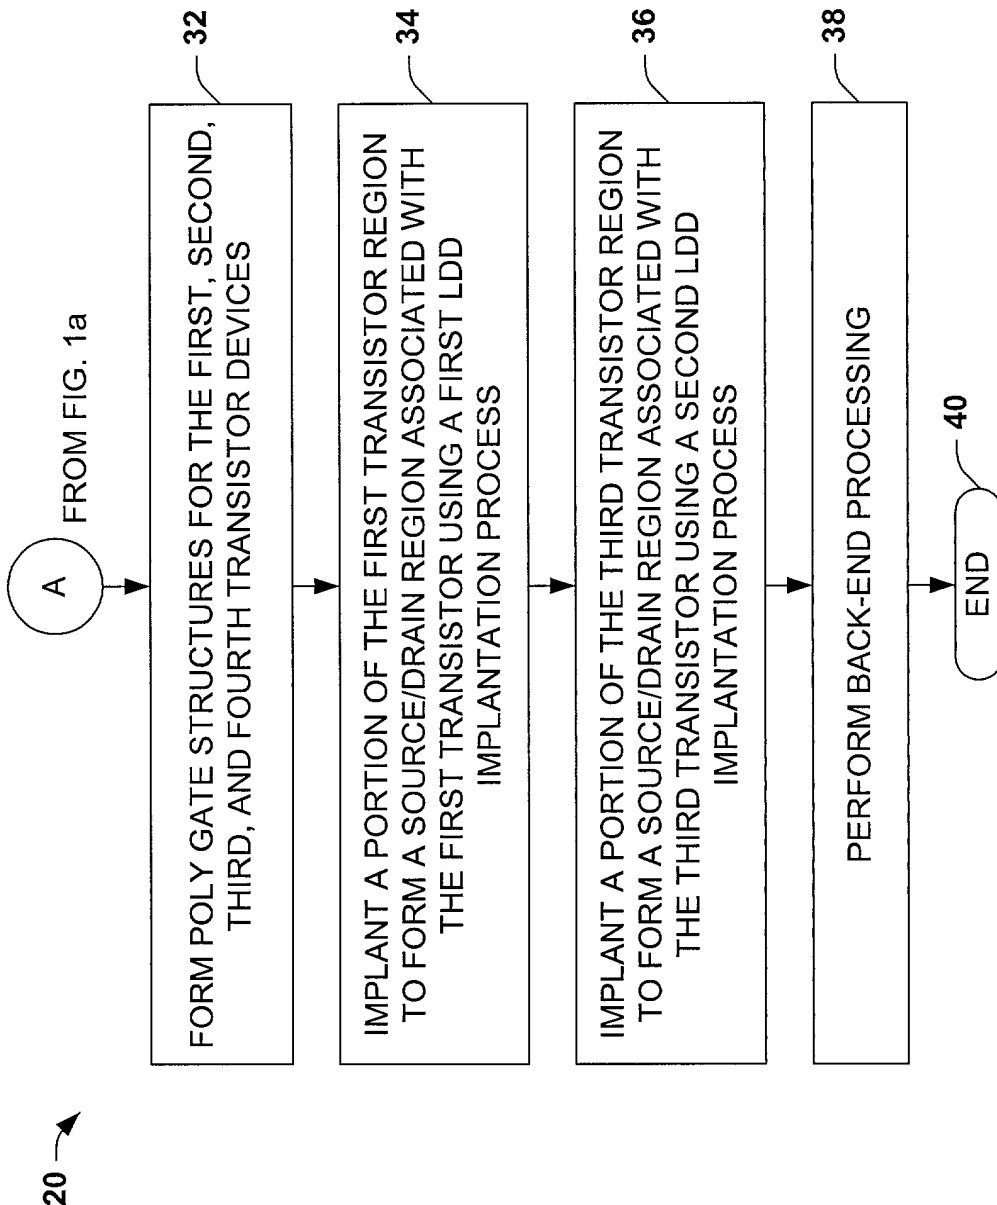 20
A
FROM FIG. 1a
32
FORM POLY GATE STRUCTURES FOR THE FIRST, SECOND,
THIRD, AND FOURTH TRANSISTOR DEVICES
34
IMPLANT A PORTION OF THE FIRST TRANSISTOR REGION
TO FORM A SOURCE/DRAIN REGION ASSOCIATED WITH
THE FIRST TRANSISTOR USING A FIRST LDD
IMPLANTATION PROCESS
36
IMPLANT A PORTION OF THE THIRD TRANSISTOR REGION
TO FORM A SOURCE/DRAIN REGION ASSOCIATED WITH
THE THIRD TRANSISTOR USING A SECOND LDD
IMPLANTATION PROCESS
38
PERFORM BACK-END PROCESSING
40
END